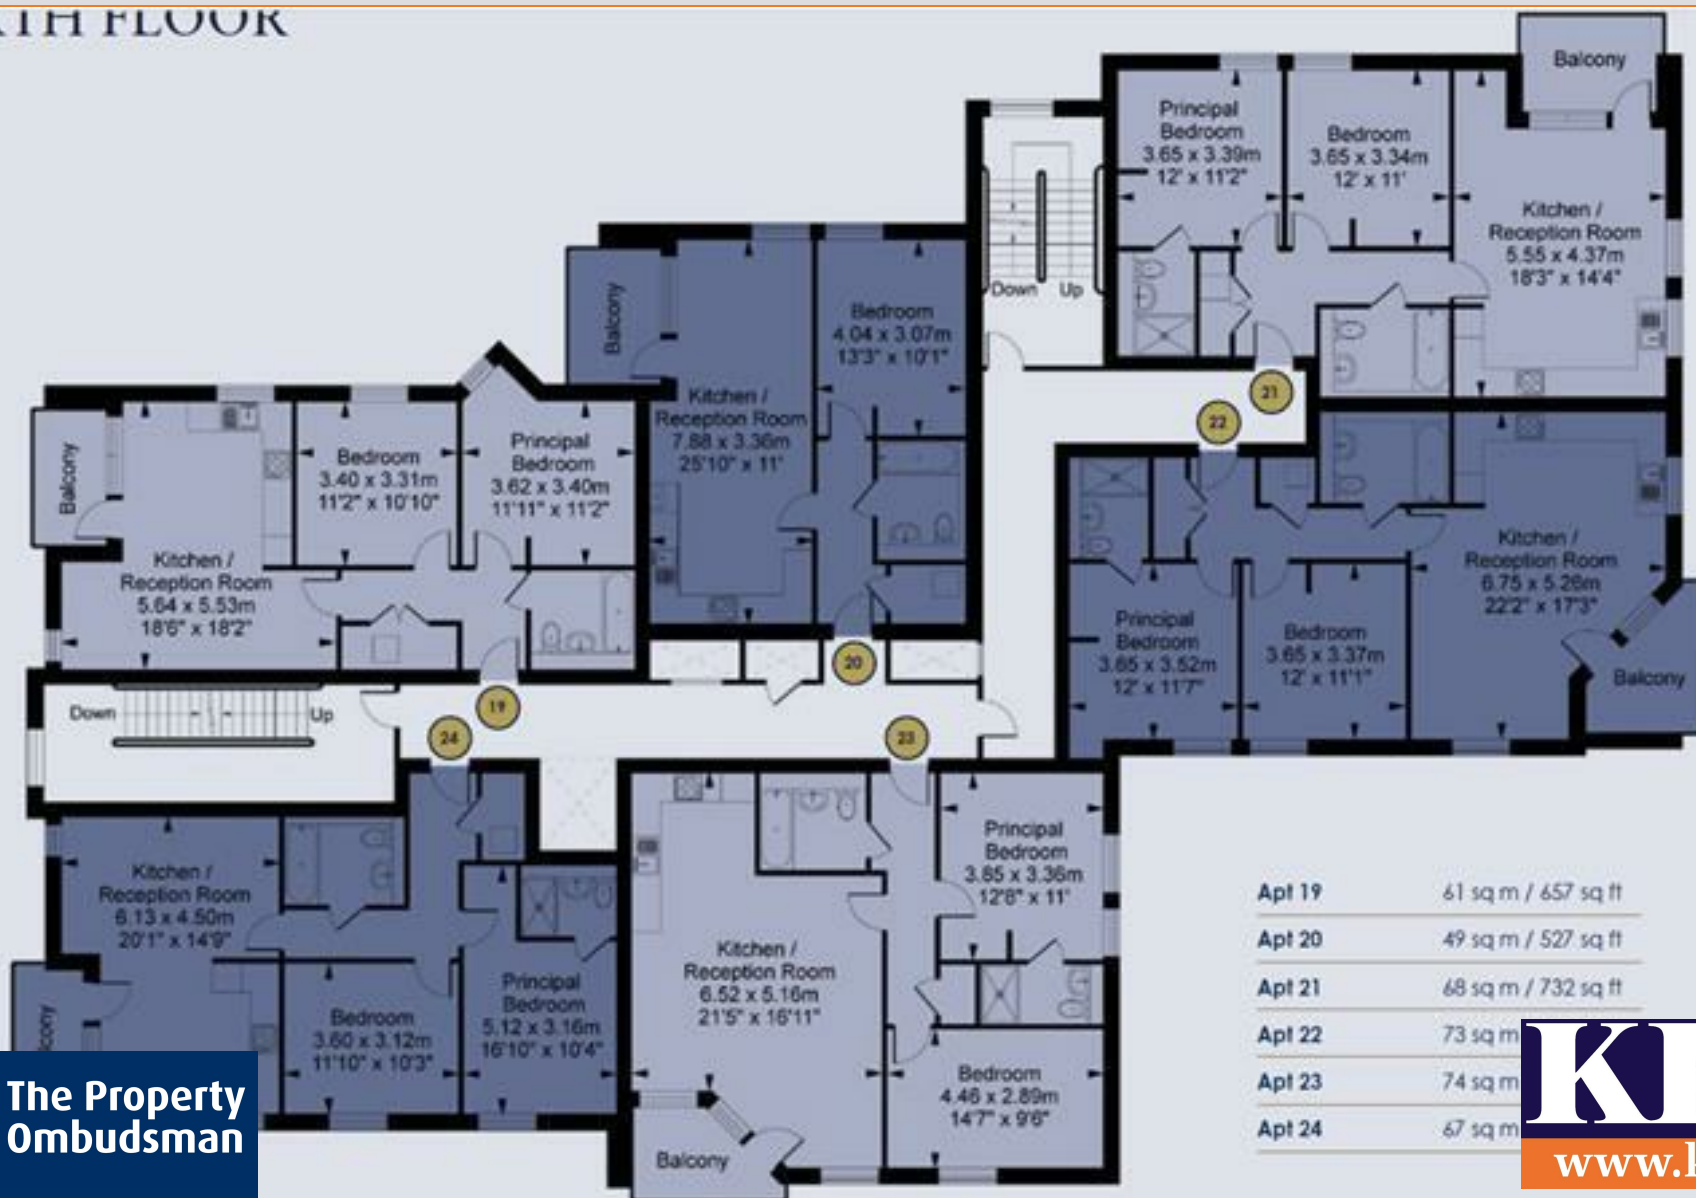 RTH FLOOR
Balcony
Principal
Bedroom
3.65 x 3.39m
12' x 11'2"
Bedroom
3.65 x 3.34m
12' x 11'
Kitchen /
Reception Room
5.55 x 4.37m
18'3" x 14'4"
Down Up
21
22
Balcony
Bedroom
4.04 x 3.07m
13'3" x 10'1"
Kitchen /
Reception Room
7.88 x 3.36m
25'10" x 11'
Balcony
Bedroom
3.40 x 3.31m
11'2" x 10'10"
Principal
Bedroom
3.62 x 3.40m
11'11" x 11'2"
Kitchen /
Reception Room
5.64 x 5.53m
18'6" x 18'2"
Kitchen /
Reception Room
6.75 x 5.26m
22'2" x 17'3"
Principal
Bedroom
3.65 x 3.52m
12' x 11'7"
Bedroom
3.65 x 3.37m
12' x 11'1"
Balcony
20
19
Down Up
24
23
Kitchen /
Reception Room
6.13 x 4.50m
20'1" x 14'9"
Principal
Bedroom
3.85 x 3.36m
12'8" x 11'
Kitchen /
Reception Room
6.52 x 5.16m
21'5" x 16'11"
Principal
Bedroom
5.12 x 3.16m
16'10" x 10'4"
Bedroom
3.60 x 3.12m
11'10" x 10'3"
Bedroom
4.46 x 2.89m
14'7" x 9'6"
Balcony
Apt 19 61 sq m / 657 sq ft
Apt 20 49 sq m / 527 sq ft
Apt 21 68 sq m / 732 sq ft
Apt 22 73 sq m
Apt 23 74 sq m
Apt 24 67 sq m
The Property
Ombudsman
K
www.